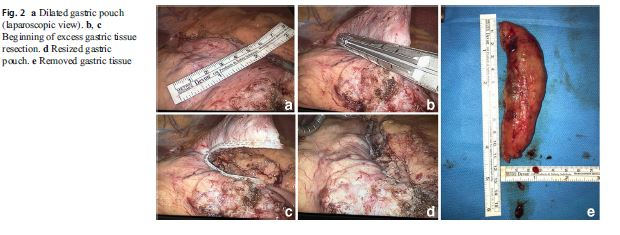 Fig. 2 a Dilated gastric pouch
(laparoscopic view). b, c
Beginning of excess gastric tissue
resection. d Resized gastric
pouch. e Removed gastric tissue
a
b
c
d
e